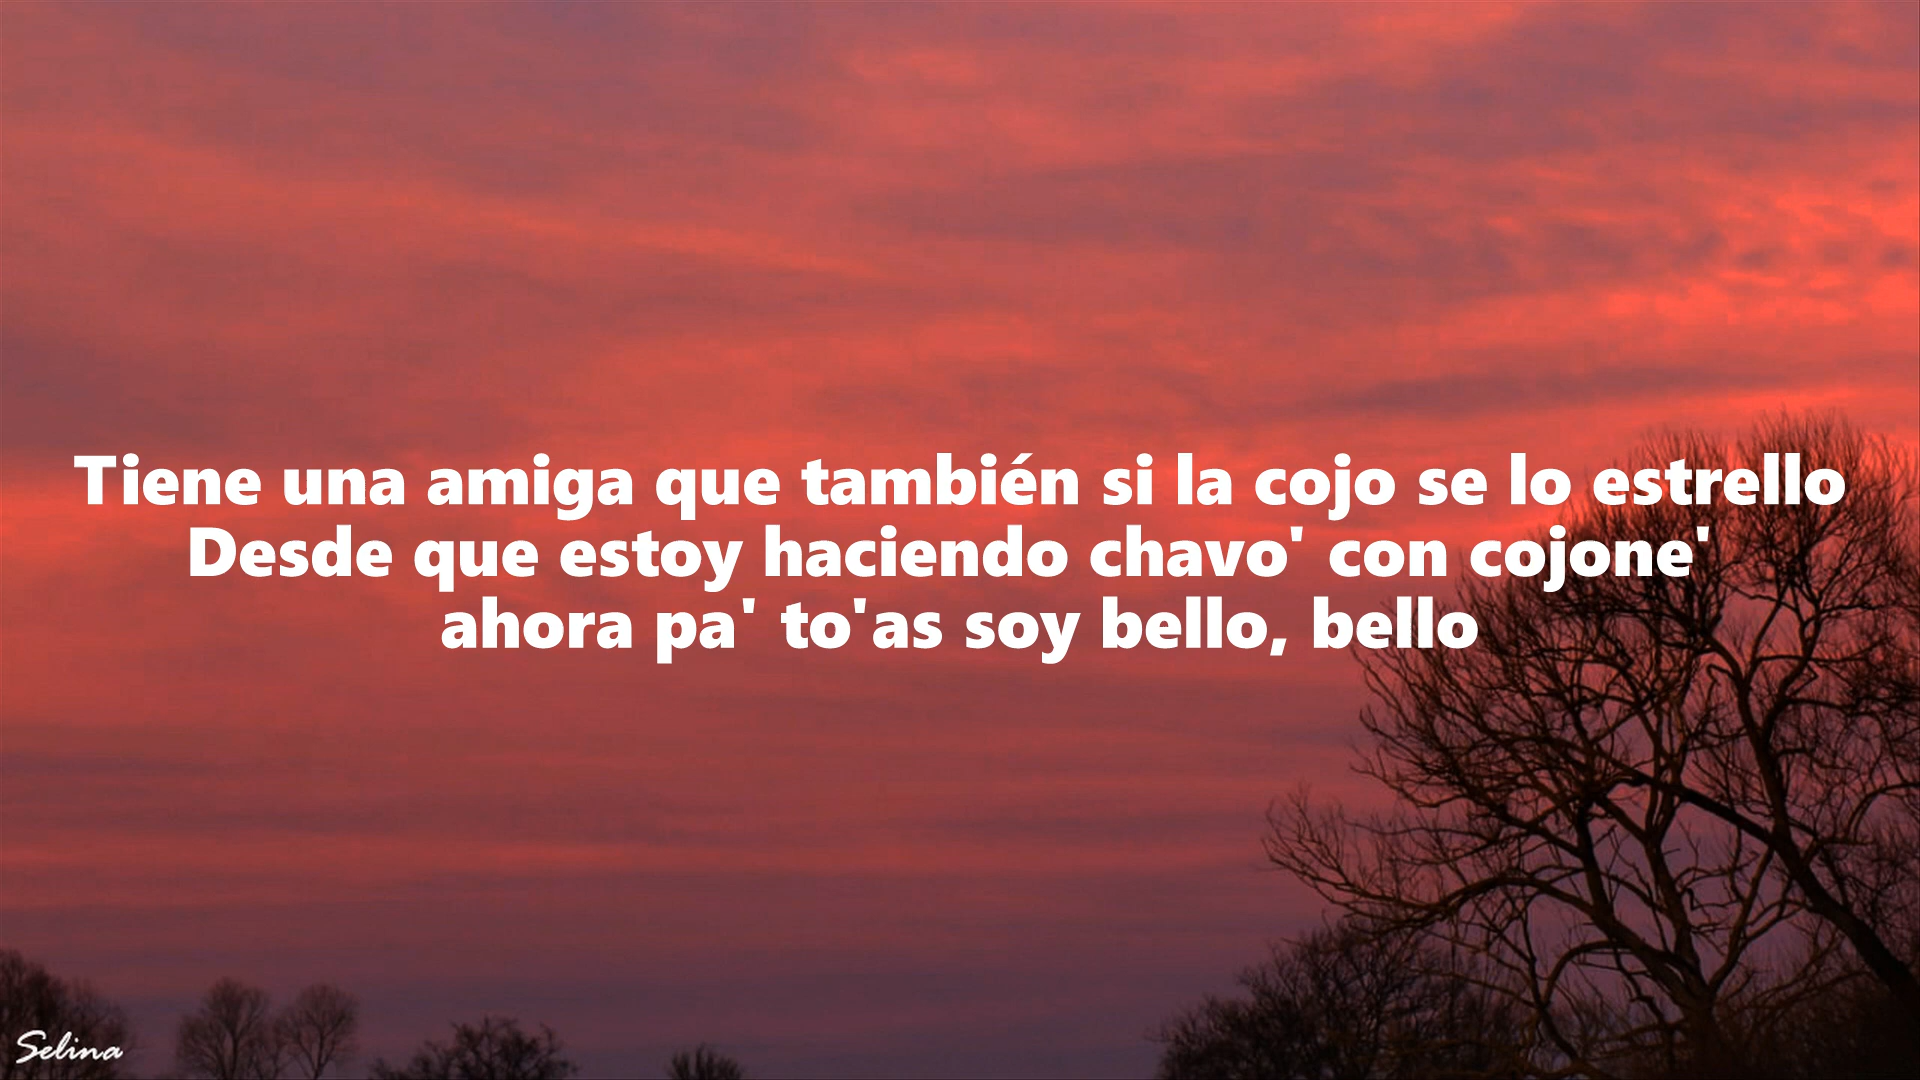 Tiene una amiga que también si la cojo se lo estrello
Desde que estoy haciendo chavo' con cojone'
ahora pa' to'as soy bello, bello
Selina